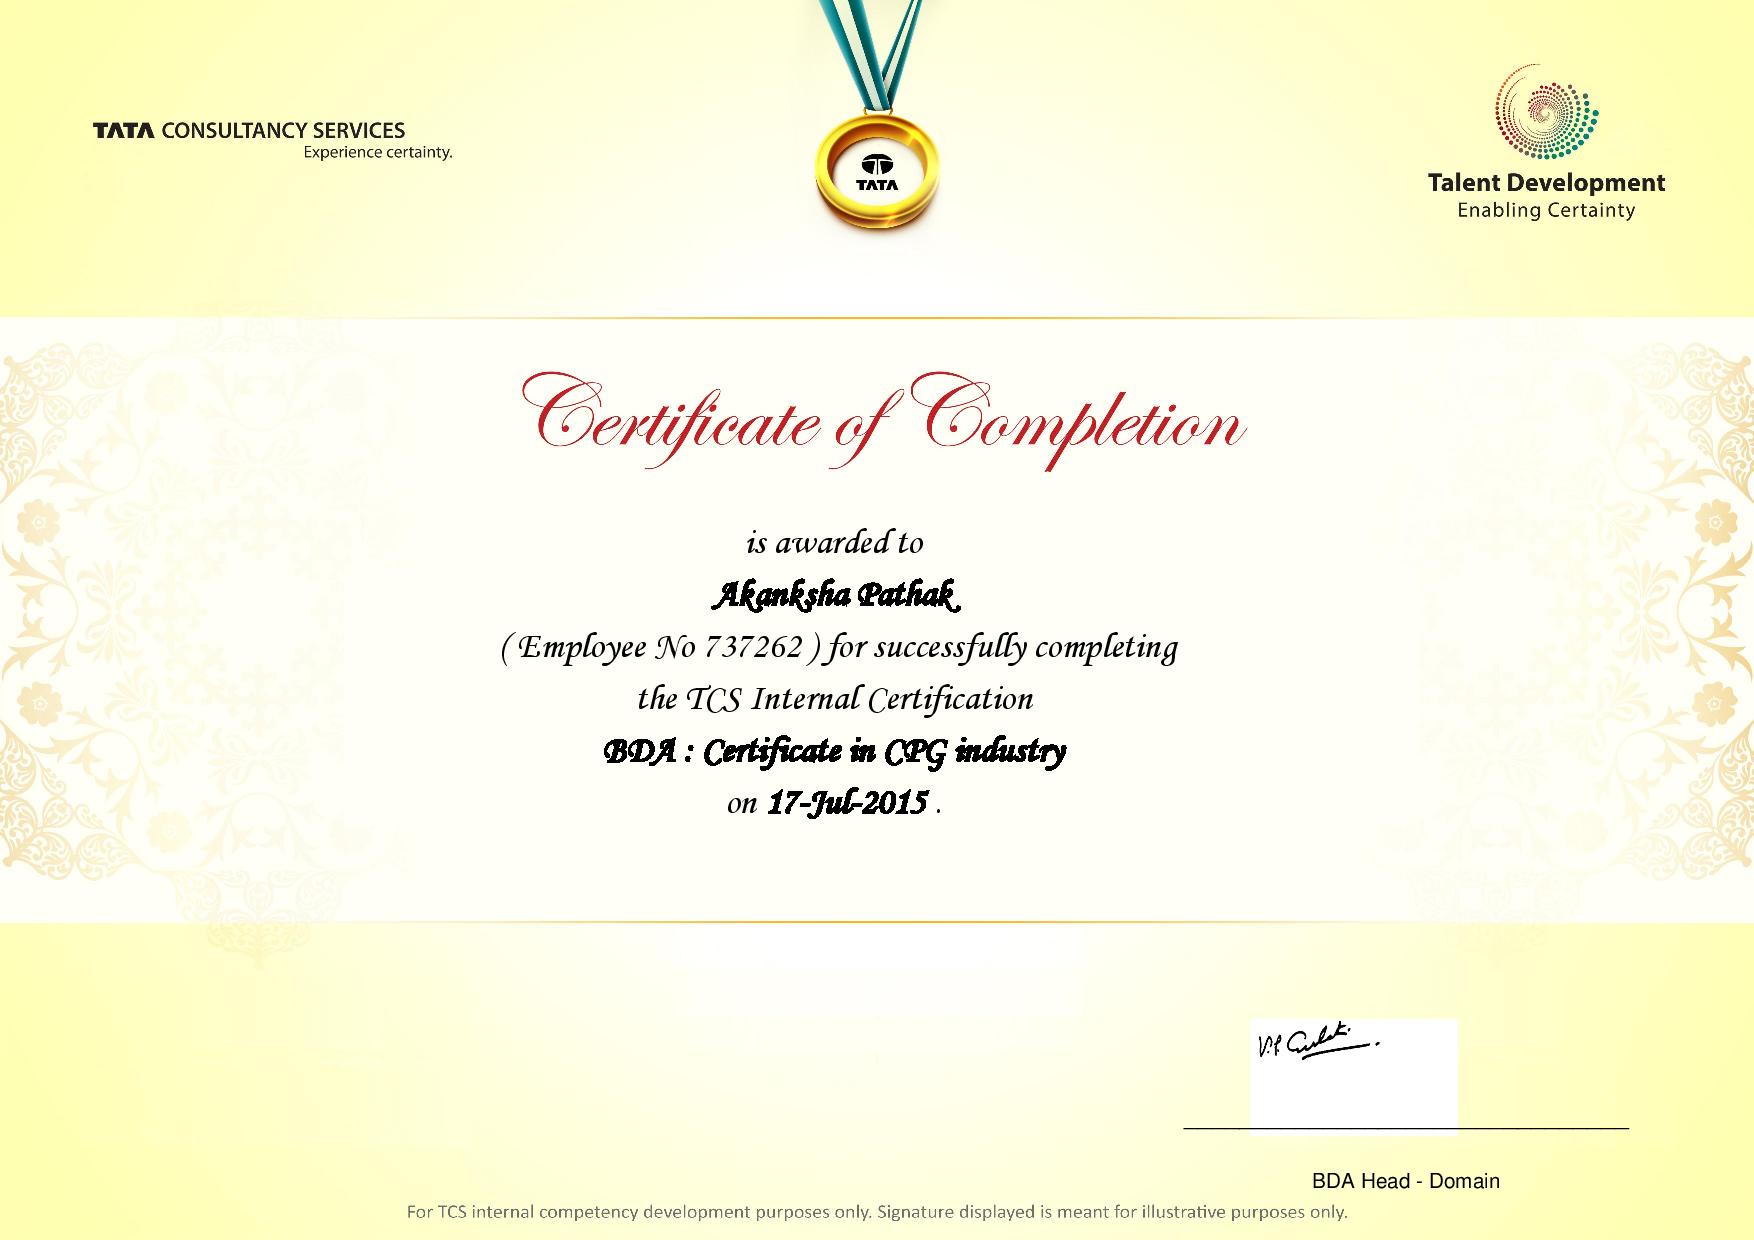 TATA CONSULTANCY SERVICES
Experience certainty.
TATA
Talent Development
Enabling Certainty
Certificate of Completion
is awarded to
Akanksha Pathak
( Employee No 737262 ) for successfully completing
the TCS Internal Certification
BDA : Certificate in CPG industry
on 17-Jul-2015 .
BDA Head - Domain
For TCS internal competency development purposes only. Signature displayed is meant for illustrative purposes only.